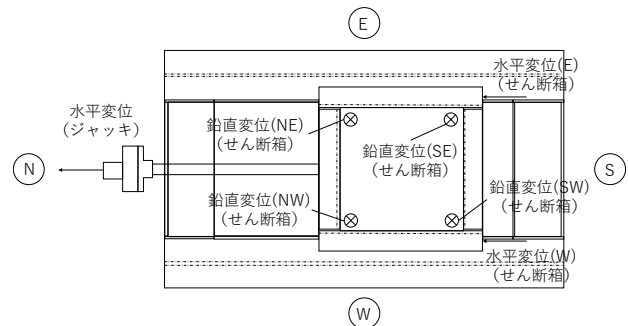 E
水平変位(E)
(せん断箱)
水平変位
(ジャッキ)
鉛直変位(NE)
(せん断箱)
鉛直変位(SE)
(せん断箱)
N
S
鉛直変位(NW)
(せん断箱)
鉛直変位(SW)
(せん断箱)
水平変位(W)
(せん断箱)
W